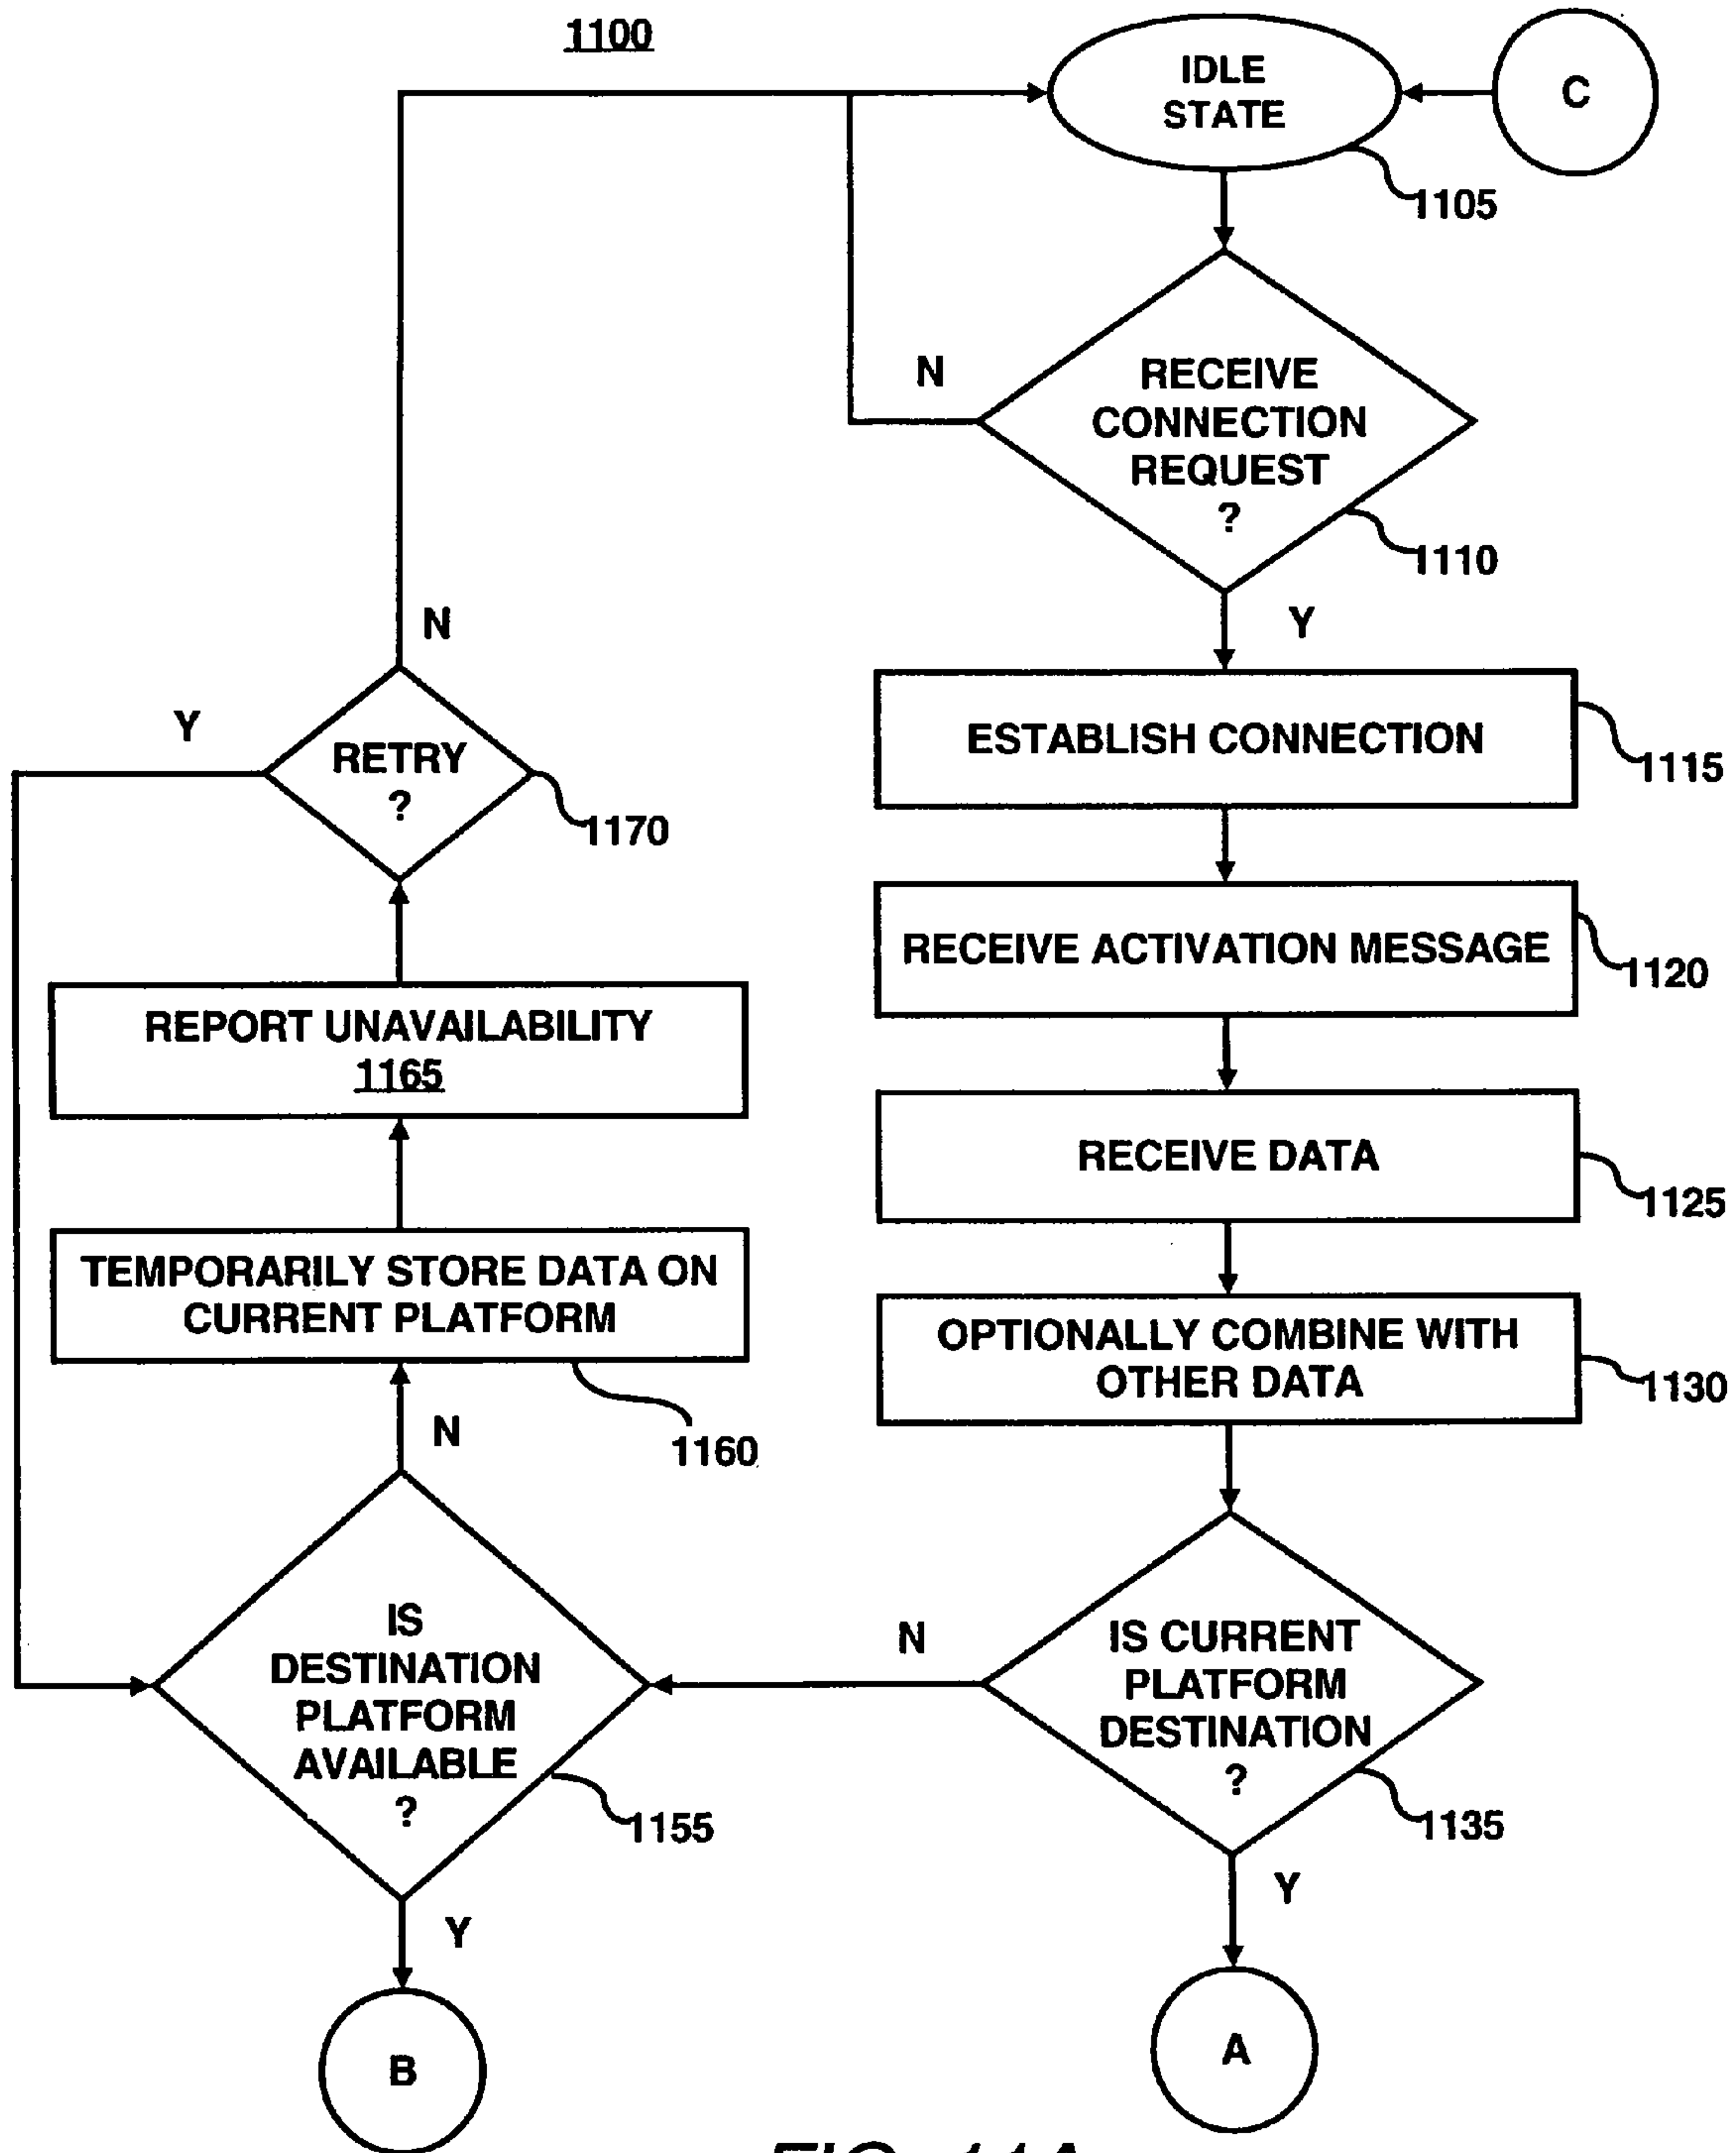 1100
IDLE
STATE
C
1105
RECEIVE
CONNECTION
REQUEST
?
1110
N
Y
ESTABLISH CONNECTION
1115
RECEIVE ACTIVATION MESSAGE
1120
RECEIVE DATA
1125
OPTIONALLY COMBINE WITH
OTHER DATA
1130
IS CURRENT
PLATFORM
DESTINATION
?
1135
N
Y
A
IS
DESTINATION
PLATFORM
AVAILABLE
?
1155
Y
B
N
TEMPORARILY STORE DATA ON
CURRENT PLATFORM
1160
REPORT UNAVAILABILITY
1165
RETRY
?
1170
Y
N
FIG. 11A